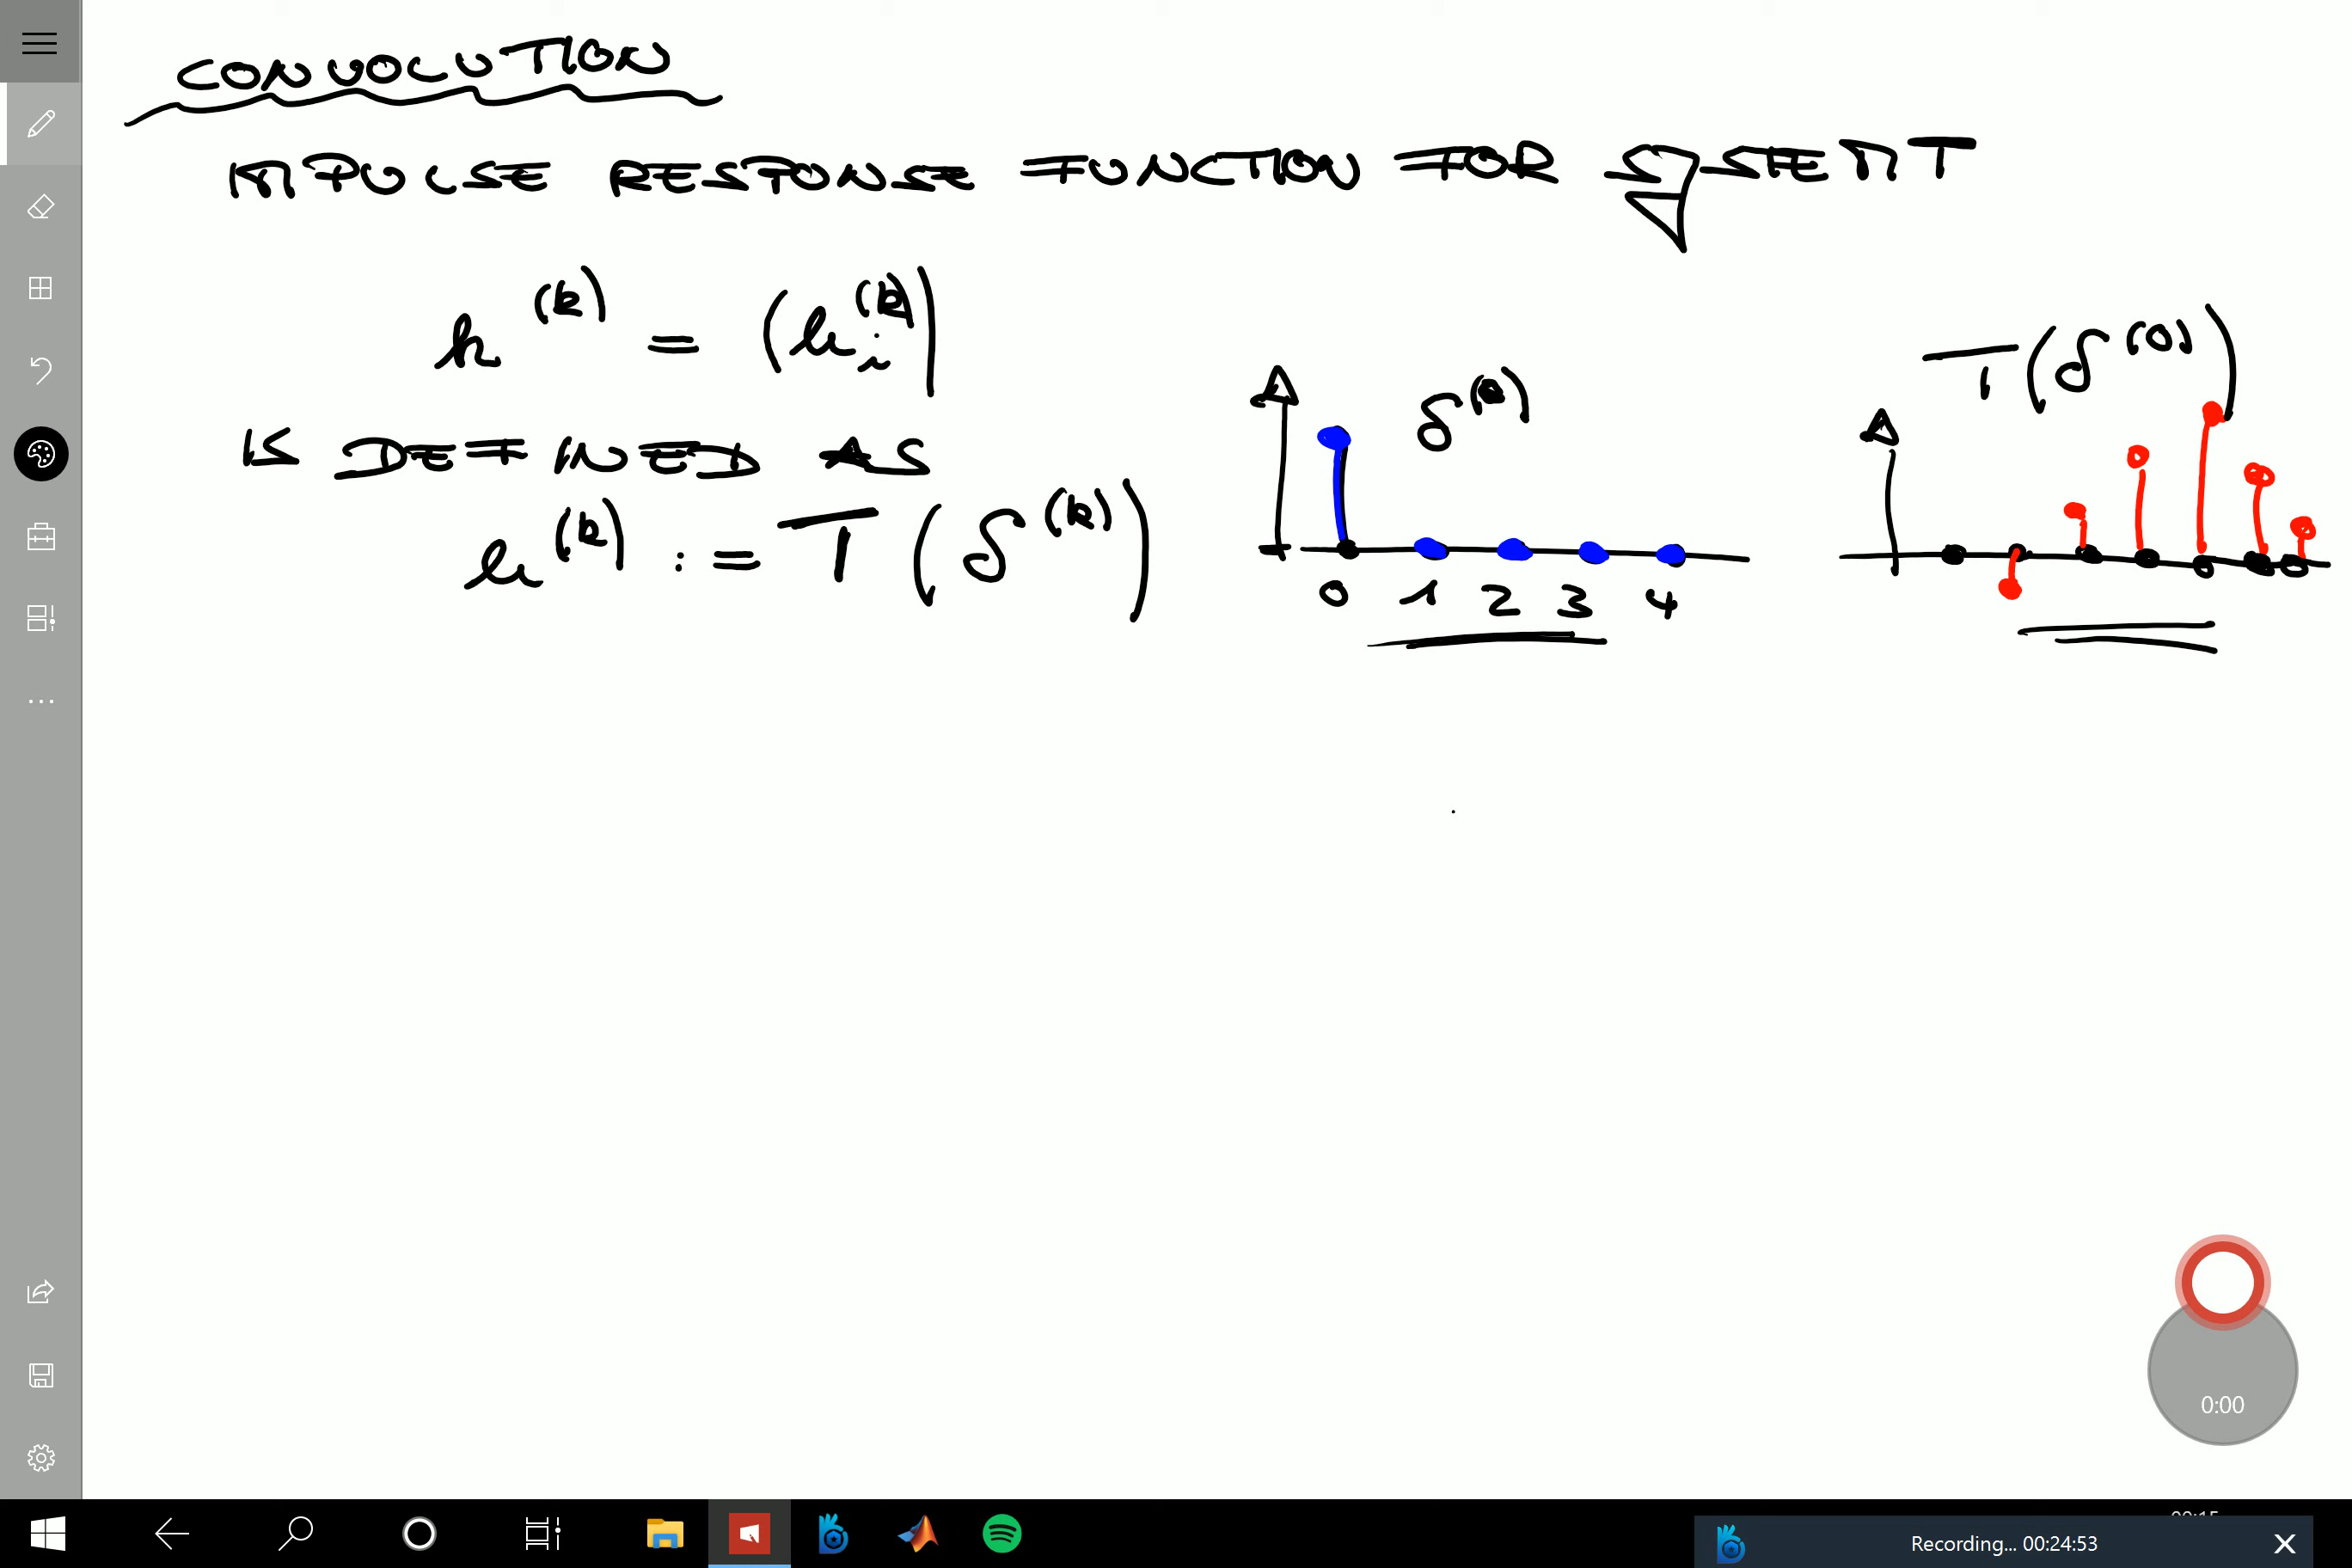 CONVOLUTION
IMPULSE RESPONSE FUNCTION FOR SYSTEM T
h^(k) = (h_i^(k))
IS DEFINED AS
h^(k) := T(δ^(k))
δ^(0)
0 1 2 3 4
T(δ^(0))
0:00
Recording... 00:24:53